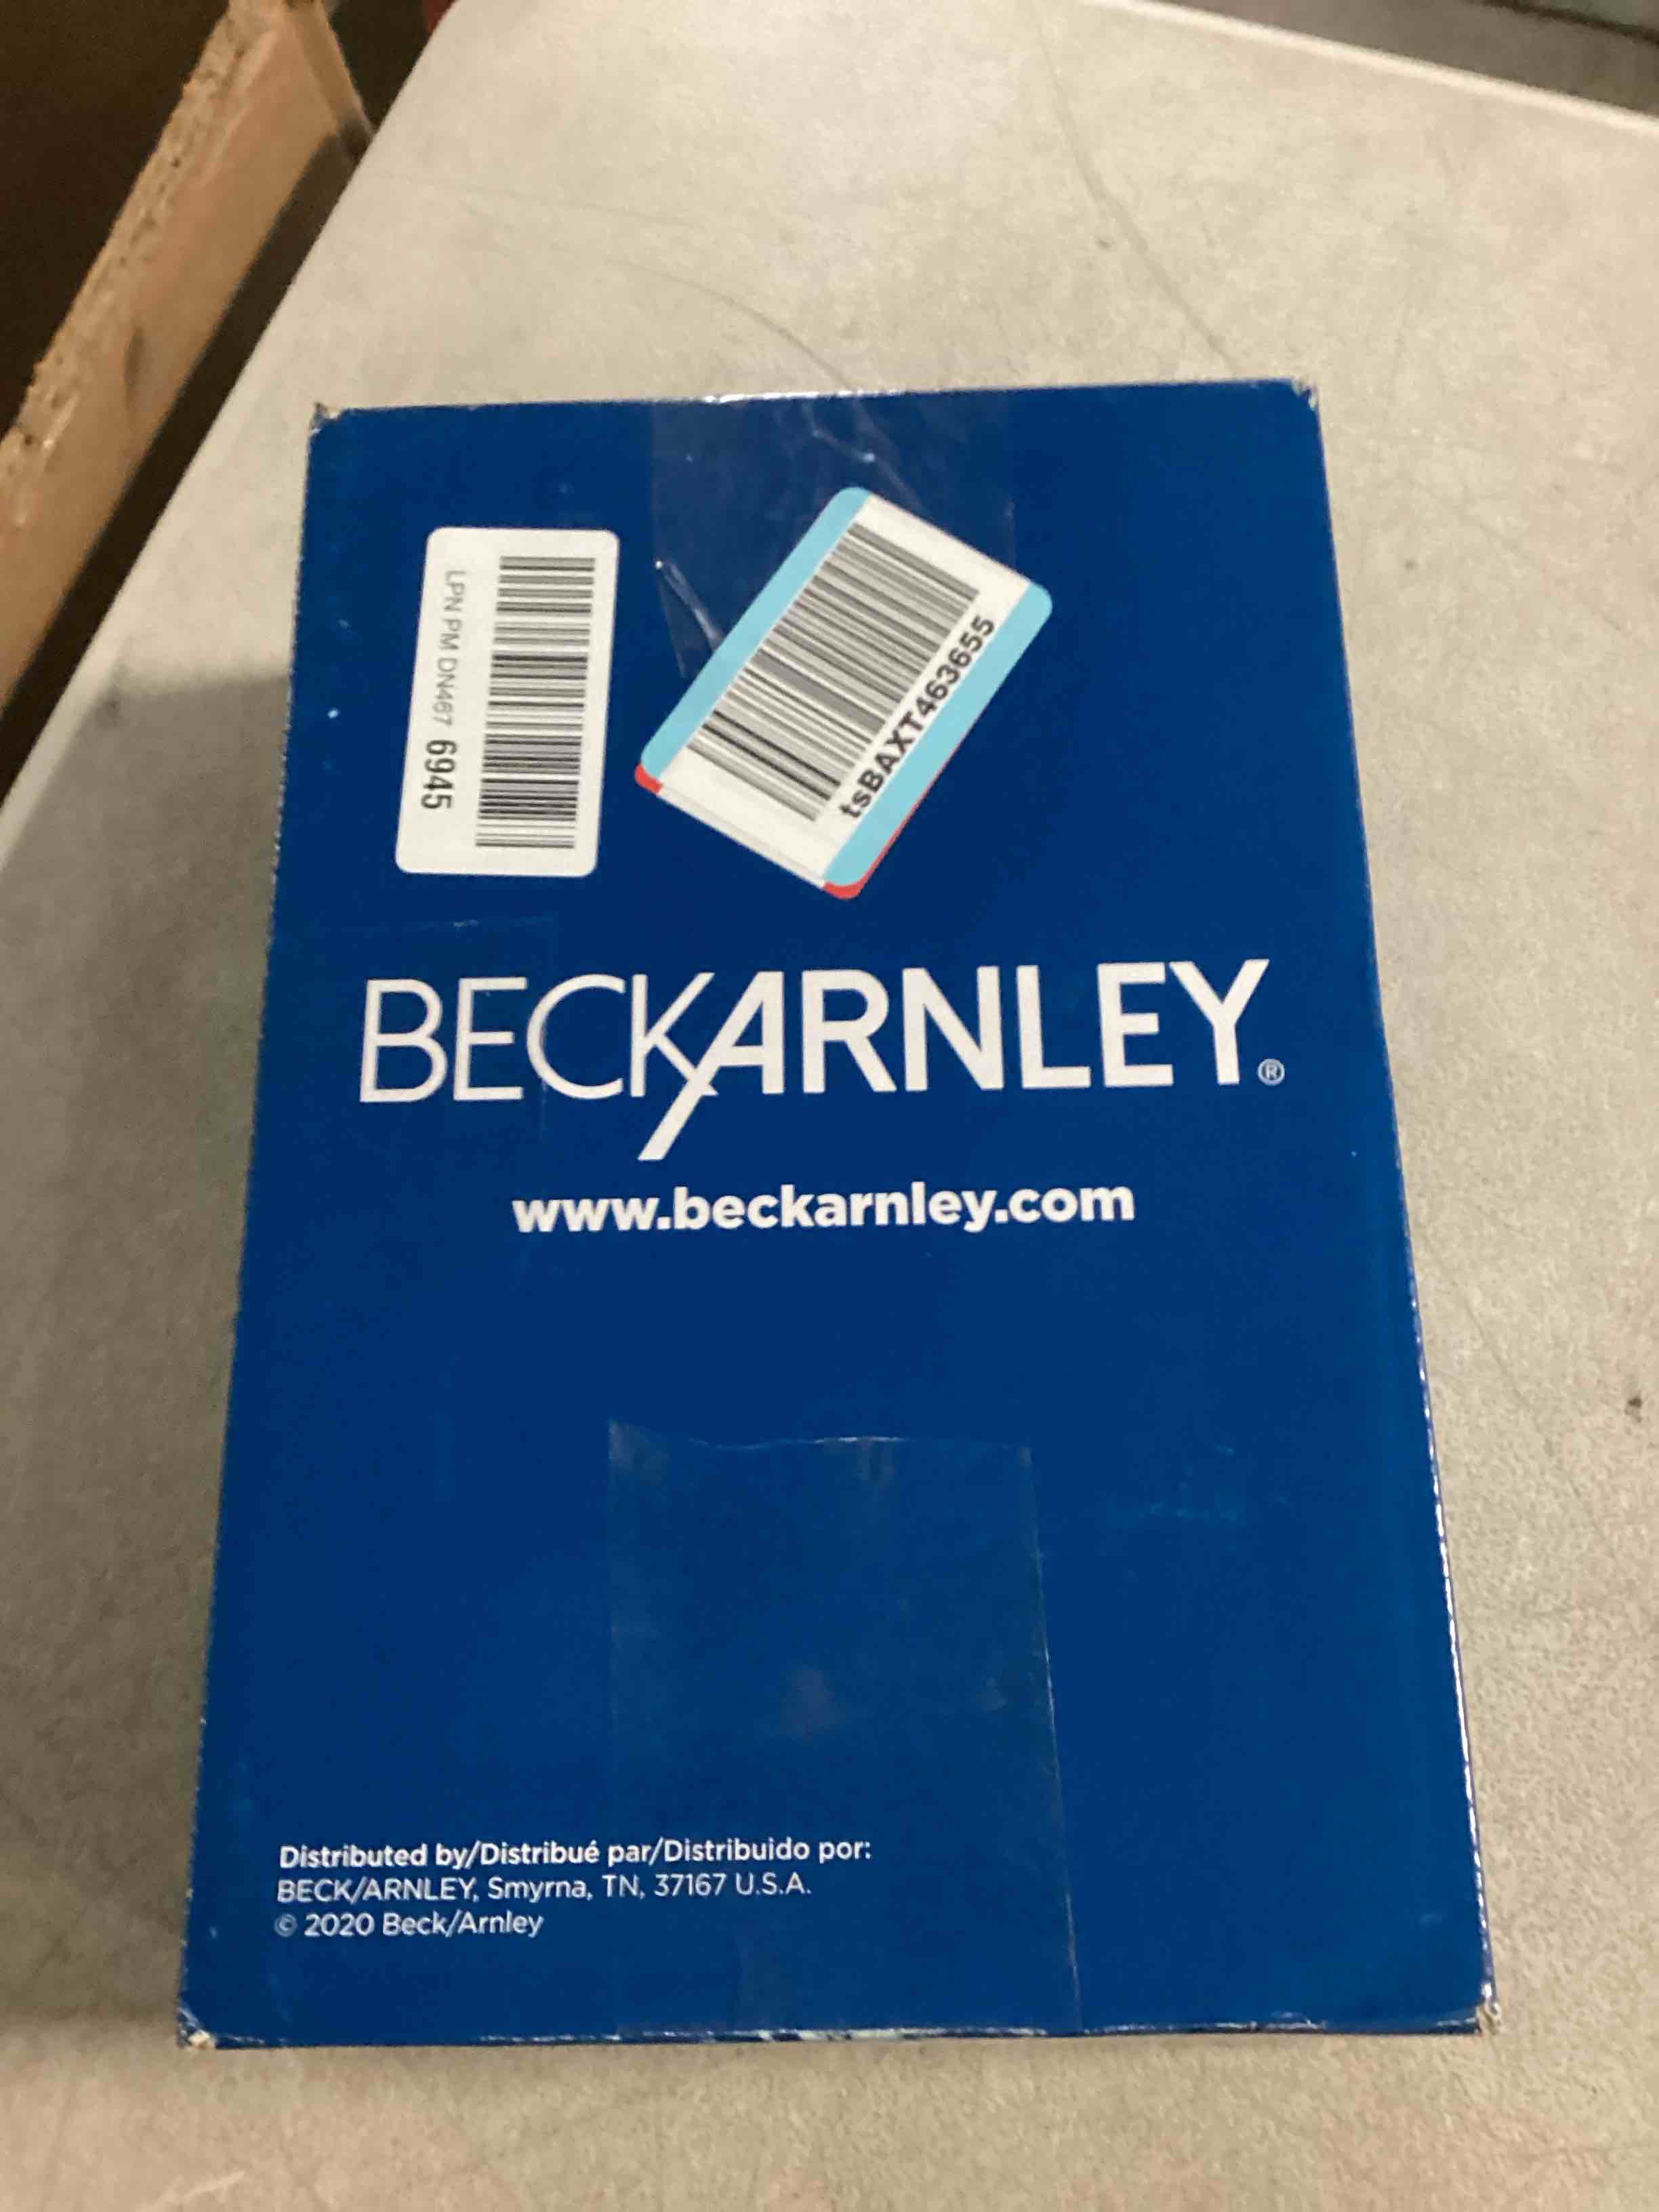 LPN PM DN467 6945
tsBAXT463655
BECKARNLEY®
www.beckarnley.com
Distributed by/Distribué par/Distribuido por:
BECK/ARNLEY, Smyrna, TN, 37167 U.S.A.
© 2020 Beck/Arnley